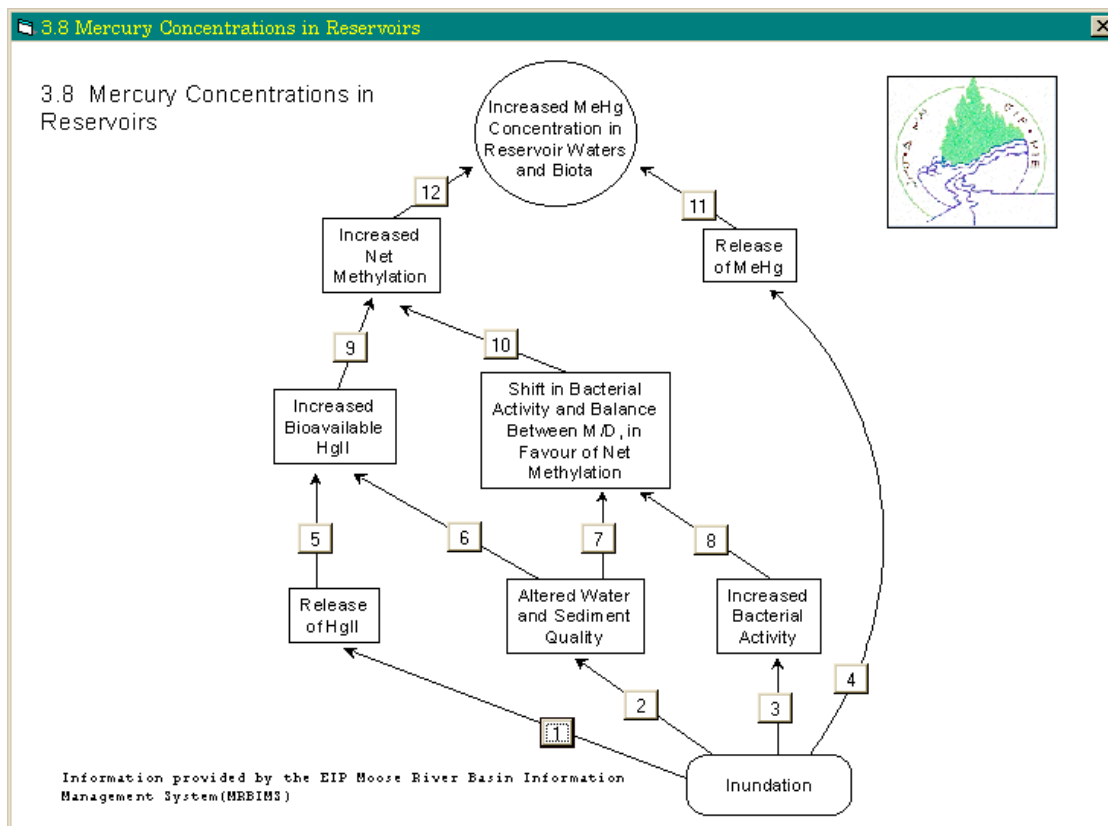 3.8 Mercury Concentrations in Reservoirs
3.8 Mercury Concentrations in
Reservoirs
Increased MeHg
Concentration in
Reservoir Waters
and Biota
12
11
Increased
Net
Methylation
Release
of MeHg
9
10
Increased
Bioavailable
HgII
Shift in Bacterial
Activity and Balance
Between M/D, in
Favour of Net
Methylation
5
6
7
8
Release
of HgII
Altered Water
and Sediment
Quality
Increased
Bacterial
Activity
4
2
3
1
Inundation
Information provided by the EIP Moose River Basin Information
Management System(MRBIMS)